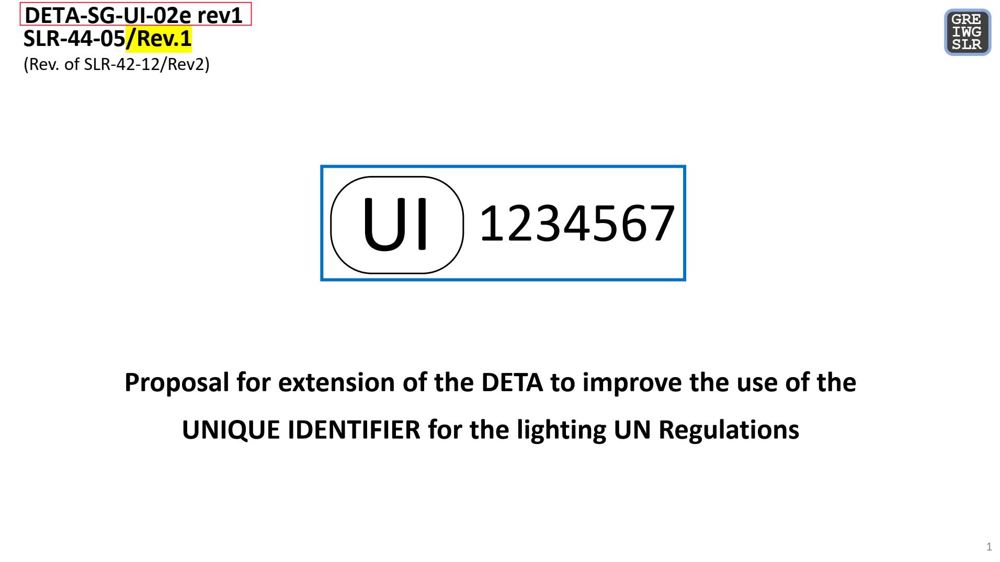 DETA-SG-UI-02e rev1
SLR-44-05/Rev.1
(Rev. of SLR-42-12/Rev2)
GRE
IWG
SLR
UI 1234567
Proposal for extension of the DETA to improve the use of the
UNIQUE IDENTIFIER for the lighting UN Regulations
1